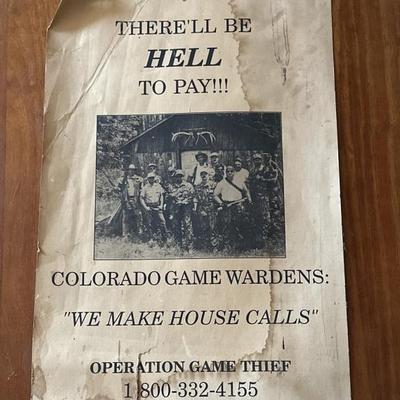 THERE'LL BE
HELL
TO PAY!!!
COLORADO GAME WARDENS:
"WE MAKE HOUSE CALLS"
OPERATION GAME THIEF
1 800-332-4155